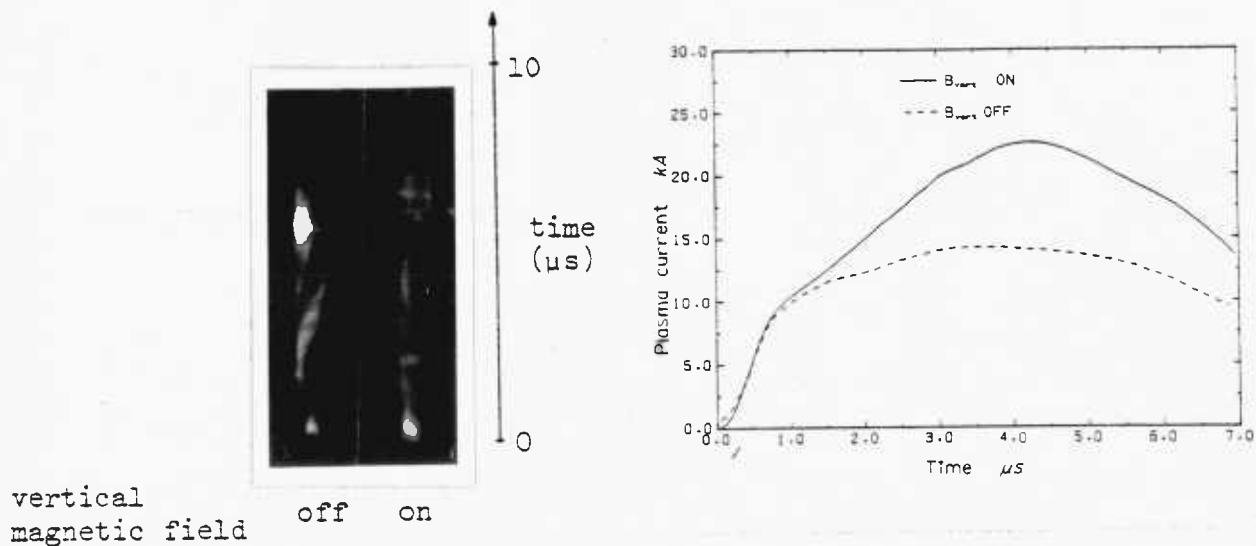 10
time
(μs)
0
vertical
magnetic field
off
on
30.0
25.0
20.0
15.0
10.0
5.0
0.0
B_vert ON
B_vert OFF
Plasma current kA
0.0 1.0 2.0 3.0 4.0 5.0 6.0 7.0
Time μs